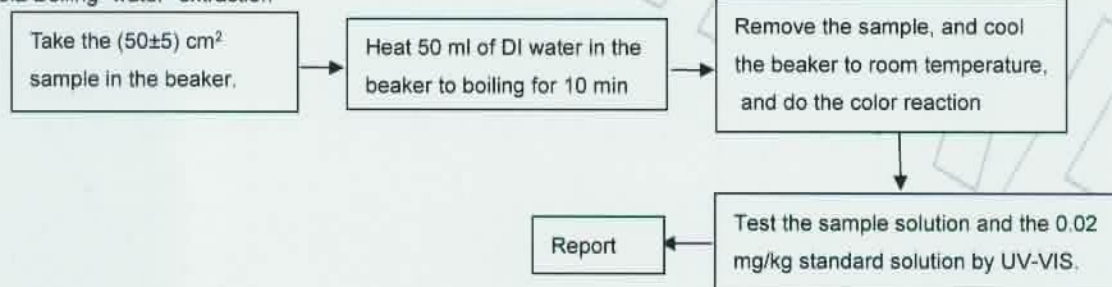 Take the (50±5) cm²
sample in the beaker.
Heat 50 ml of DI water in the
beaker to boiling for 10 min
Remove the sample, and cool
the beaker to room temperature,
and do the color reaction
Test the sample solution and the 0.02
mg/kg standard solution by UV-VIS.
Report